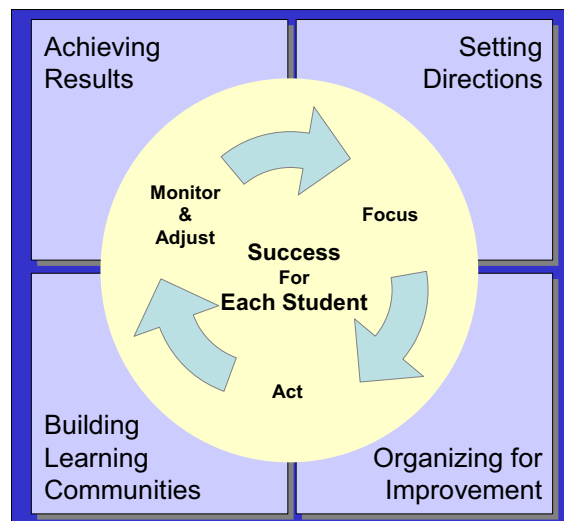 Achieving
Results
Setting
Directions
Monitor
&
Adjust
Focus
Success
For
Each Student
Act
Building
Learning
Communities
Organizing for
Improvement